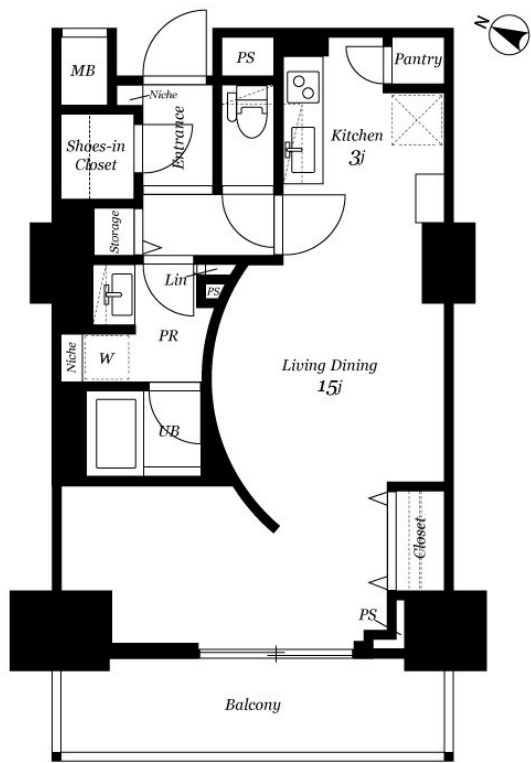 N
MB
PS
Pantry
Niche
Shoes-in
Closet
Entrance
Kitchen
3j
Storage
Lin
PS
PR
Niche
W
Living Dining
15j
UB
Closet
PS
Balcony